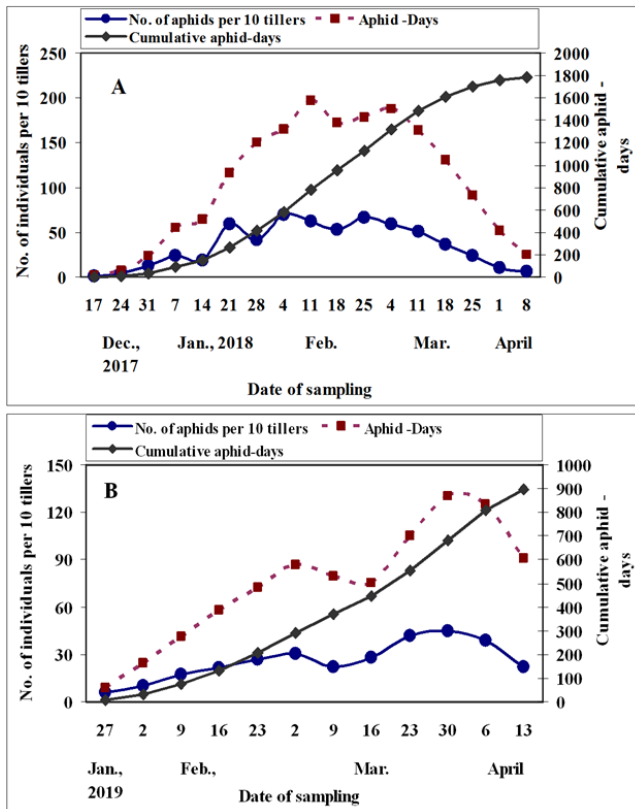 No. of aphids per 10 tillers Aphid -Days
Cumulative aphid-days
A
No. of individuals per 10 tillers
250
200
150
100
50
0
2000
1800
1600
1400
1200
1000
800
600
400
200
0
Cumulative aphid -
days
17 24 31 7 14 21 28 4 11 18 25 4 11 18 25 1 8
Dec., Jan., 2018 Feb. Mar. April
2017
Date of sampling
No. of aphids per 10 tillers Aphid -Days
Cumulative aphid-days
B
No. of individuals per 10 tillers
150
120
90
60
30
0
1000
900
800
700
600
500
400
300
200
100
0
Cumulative aphid -
days
27 2 9 16 23 2 9 16 23 30 6 13
Jan., Feb., Mar. April
2019
Date of sampling